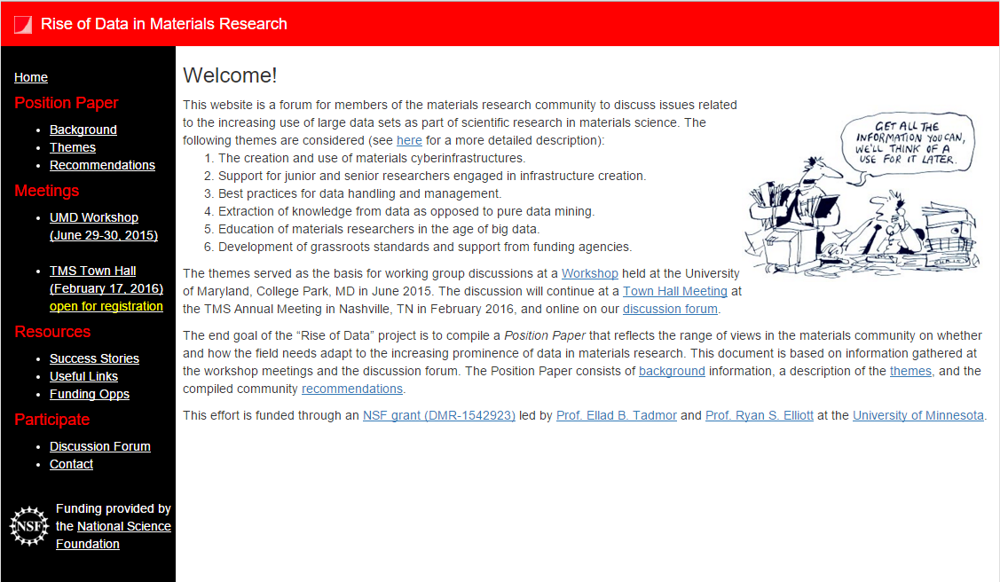 Rise of Data in Materials Research
Home
Position Paper
• Background
• Themes
• Recommendations
Meetings
• UMD Workshop
(June 29-30, 2015)
• TMS Town Hall
(February 17, 2016)
open for registration
Resources
• Success Stories
• Useful Links
• Funding Opps
Participate
• Discussion Forum
• Contact
NSF
Funding provided by
the National Science
Foundation
Welcome!
This website is a forum for members of the materials research community to discuss issues related
to the increasing use of large data sets as part of scientific research in materials science. The
following themes are considered (see here for a more detailed description):
1. The creation and use of materials cyberinfrastructures.
2. Support for junior and senior researchers engaged in infrastructure creation.
3. Best practices for data handling and management.
4. Extraction of knowledge from data as opposed to pure data mining.
5. Education of materials researchers in the age of big data.
6. Development of grassroots standards and support from funding agencies.
GET ALL THE
INFORMATION YOU CAN,
WE'LL THINK OF A
USE FOR IT LATER.
CHRIS
The themes served as the basis for working group discussions at a Workshop held at the University
of Maryland, College Park, MD in June 2015. The discussion will continue at a Town Hall Meeting at
the TMS Annual Meeting in Nashville, TN in February 2016, and online on our discussion forum.
The end goal of the “Rise of Data” project is to compile a Position Paper that reflects the range of views in the materials community on whether
and how the field needs adapt to the increasing prominence of data in materials research. This document is based on information gathered at
the workshop meetings and the discussion forum. The Position Paper consists of background information, a description of the themes, and the
compiled community recommendations.
This effort is funded through an NSF grant (DMR-1542923) led by Prof. Ellad B. Tadmor and Prof. Ryan S. Elliott at the University of Minnesota.